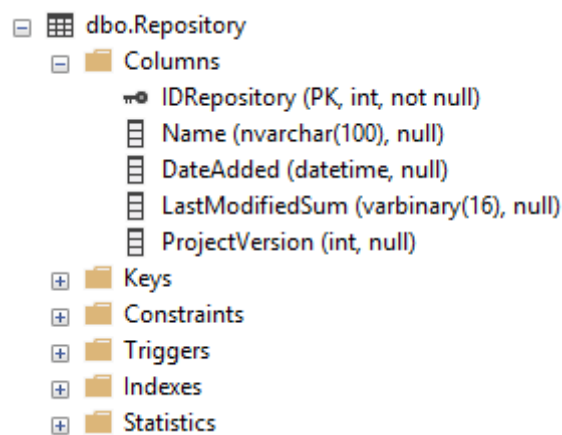 dbo.Repository
Columns
IDRepository (PK, int, not null)
Name (nvarchar(100), null)
DateAdded (datetime, null)
LastModifiedSum (varbinary(16), null)
ProjectVersion (int, null)
Keys
Constraints
Triggers
Indexes
Statistics